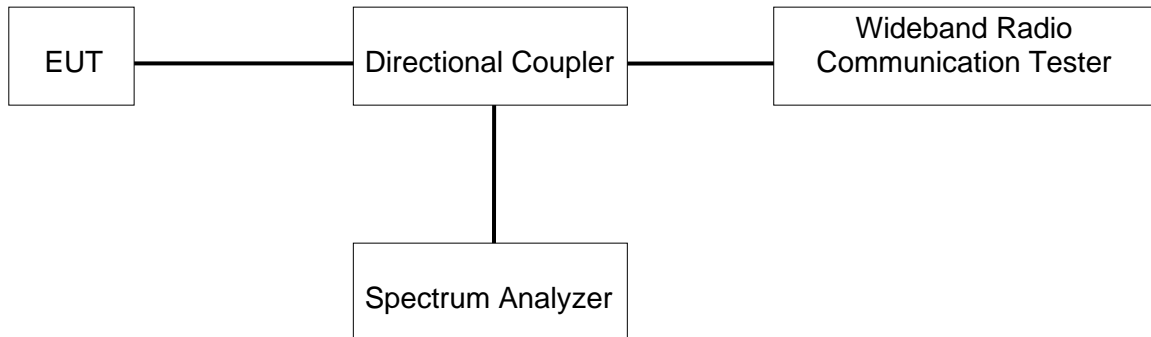 EUT
Directional Coupler
Wideband Radio
Communication Tester
Spectrum Analyzer